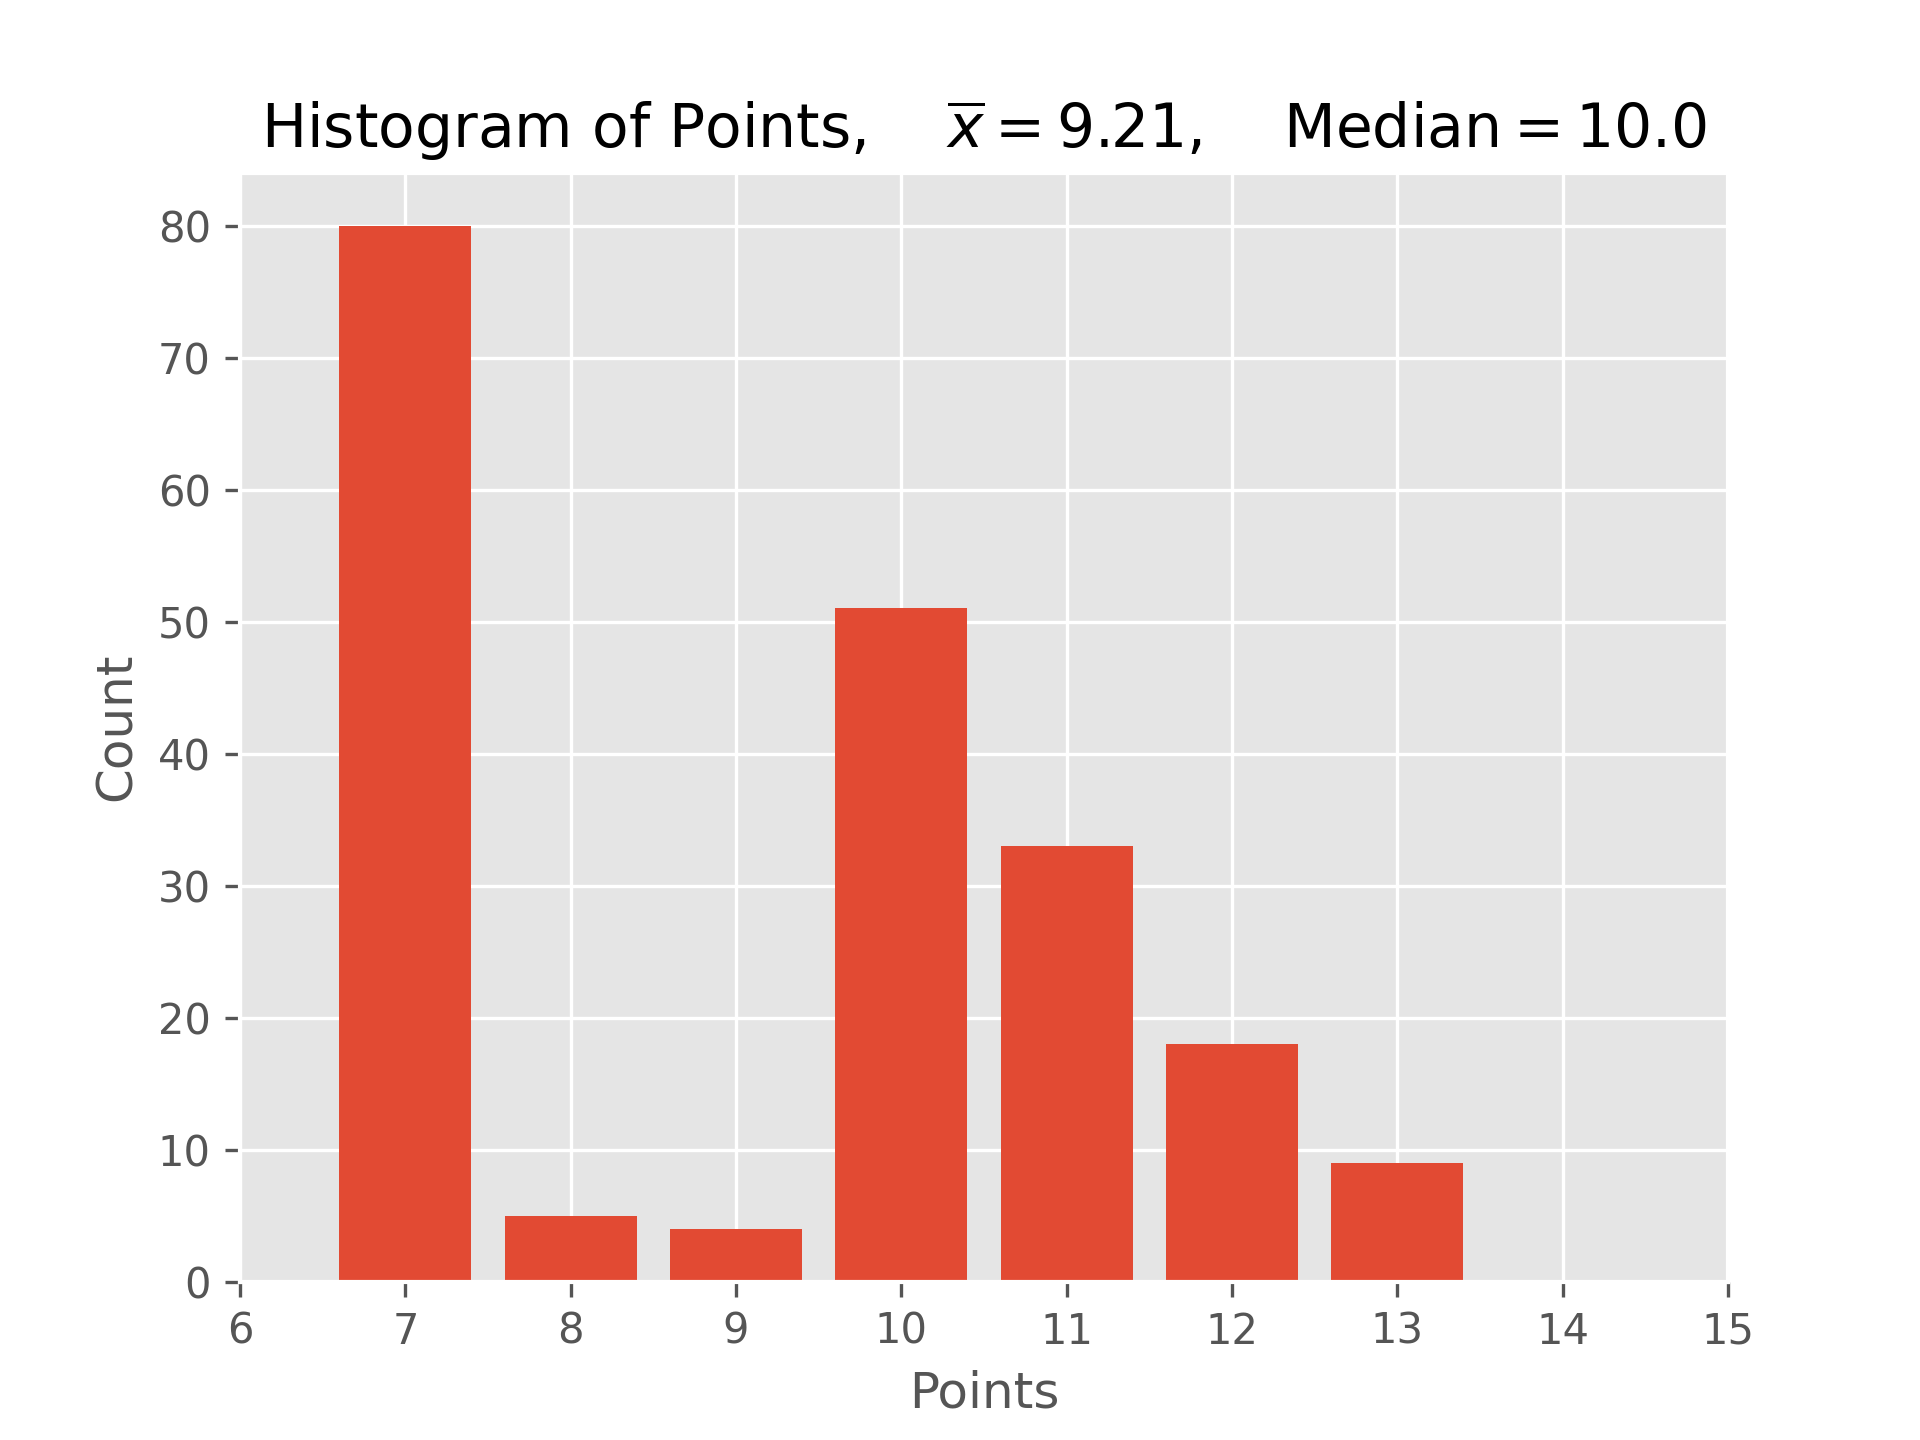 Histogram of Points, x̅ = 9.21, Median = 10.0
80
70
60
50
40
30
20
10
0
Count
6 7 8 9 10 11 12 13 14 15
Points